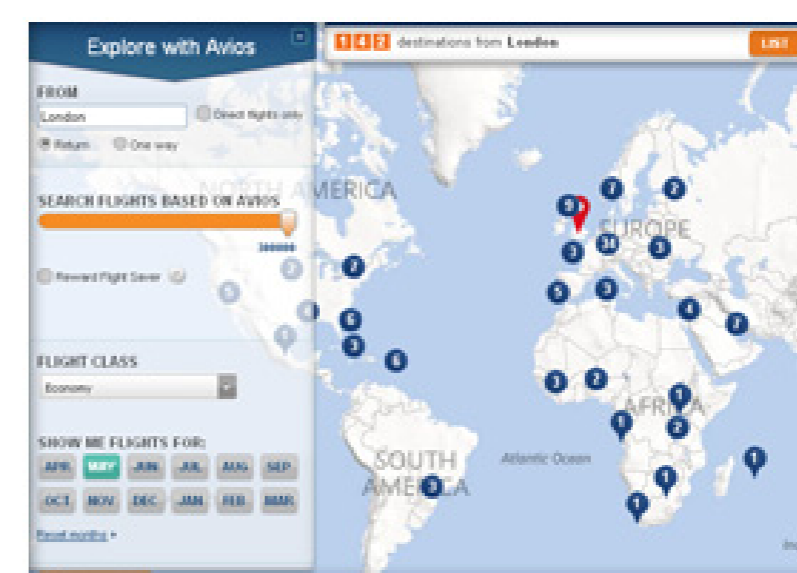 Explore with Avios
142 destinations from London
LIST
FROM
London
Direct flights only
Return
One way
NORTH AMERICA
SEARCH FLIGHTS BASED ON AVIOS
EUROPE
Reward Flight Saver
FLIGHT CLASS
Economy
AFRICA
SHOW ME FLIGHTS FOR:
APR MAY JUN JUL AUG SEP
OCT NOV DEC JAN FEB MAR
Reset months
SOUTH
AMERICA
Atlantic Ocean